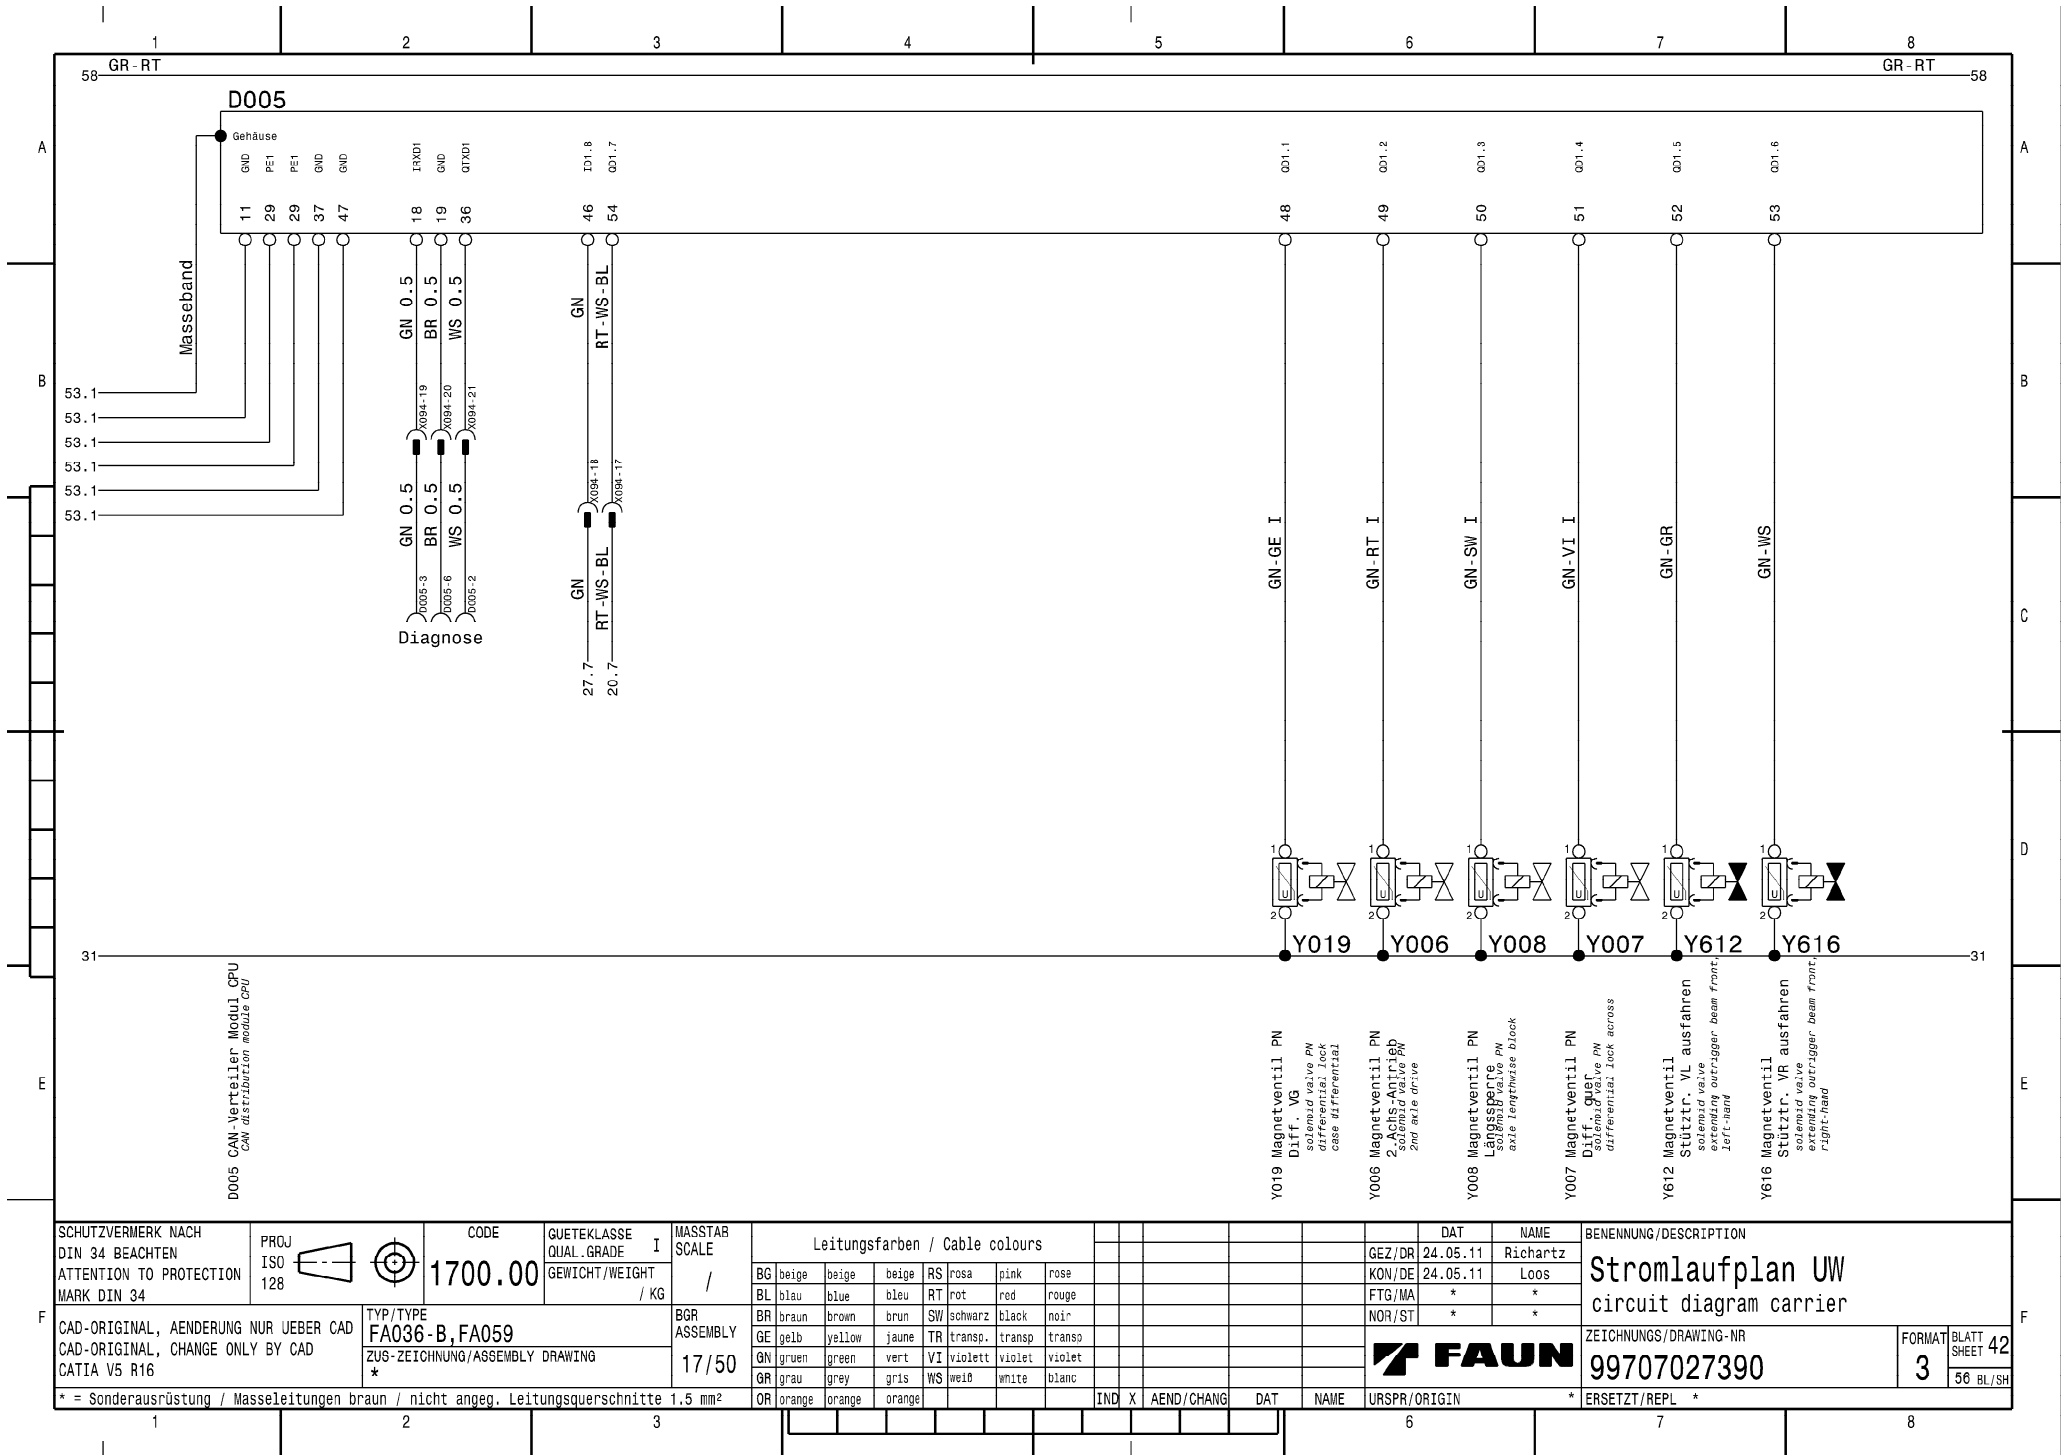 1 2 3 4 5 6 7 8
GR-RT GR-RT
58 58
D005
A A
Gehäuse
GND PE1 PE1 GND GND IRXD1 GND QTXD1 ID1.8 QD1.7 QD1.1 QD1.2 QD1.3 QD1.4 QD1.5 QD1.6
11 29 29 37 47 18 19 36 46 54 48 49 50 51 52 53
Masseband
GN 0.5 BR 0.5 WS 0.5 GN RT-WS-BL
B B
53.1
53.1
53.1
53.1
53.1
53.1
X094-19 X094-20 X094-21
X094-18 X094-17
GN 0.5 BR 0.5 WS 0.5
GN RT-WS-BL
GN-GE I GN-RT I GN-SW I GN-VI I GN-GR GN-WS
D005-3 D005-6 D005-2
C C
Diagnose
27.7 20.7
D D
1 1 1 1 1 1
U U U U U U
2 2 2 2 2 2
Y019 Y006 Y008 Y007 Y612 Y616
31 31
D005 CAN-Verteiler Modul CPU
CAN distribution module CPU
Y019 Magnetventil PN
Diff. VG
solenoid valve PN
differential lock
case differential
Y006 Magnetventil PN
2.Achs-Antrieb
solenoid valve PN
2nd axle drive
Y008 Magnetventil PN
Längssperre
solenoid valve PN
axle lengthwise block
Y007 Magnetventil PN
Diff. quer
solenoid valve PN
differential lock across
Y612 Magnetventil
Stütztr. VL ausfahren
solenoid valve
extending outrigger beam front,
left-hand
Y616 Magnetventil
Stütztr. VR ausfahren
solenoid valve
extending outrigger beam front,
right-hand
E E
SCHUTZVERMERK NACH
DIN 34 BEACHTEN
ATTENTION TO PROTECTION
MARK DIN 34
PROJ
ISO
128
CODE
1700.00
GUETEKLASSE
QUAL.GRADE I
GEWICHT/WEIGHT
/ KG
MASSTAB
SCALE
/
CAD-ORIGINAL, AENDERUNG NUR UEBER CAD
CAD-ORIGINAL, CHANGE ONLY BY CAD
CATIA V5 R16
TYP/TYPE
FA036-B,FA059
ZUS-ZEICHNUNG/ASSEMBLY DRAWING
*
BGR
ASSEMBLY
17/50
* = Sonderausrüstung / Masseleitungen braun / nicht angeg. Leitungsquerschnitte 1.5 mm²
Leitungsfarben / Cable colours
BG beige beige beige RS rosa pink rose
BL blau blue bleu RT rot red rouge
BR braun brown brun SW schwarz black noir
GE gelb yellow jaune TR transp. transp transp
GN gruen green vert VI violett violet violet
GR grau grey gris WS weiß white blanc
OR orange orange orange
IND X AEND/CHANG DAT NAME
DAT NAME
GEZ/DR 24.05.11 Richartz
KON/DE 24.05.11 Loos
FTG/MA * *
NOR/ST * *
FAUN
URSPR/ORIGIN *
BENENNUNG/DESCRIPTION
Stromlaufplan UW
circuit diagram carrier
ZEICHNUNGS/DRAWING-NR
99707027390
FORMAT
3
BLATT
SHEET 42
56 BL/SH
ERSETZT/REPL *
F F
1 2 3 6 7 8